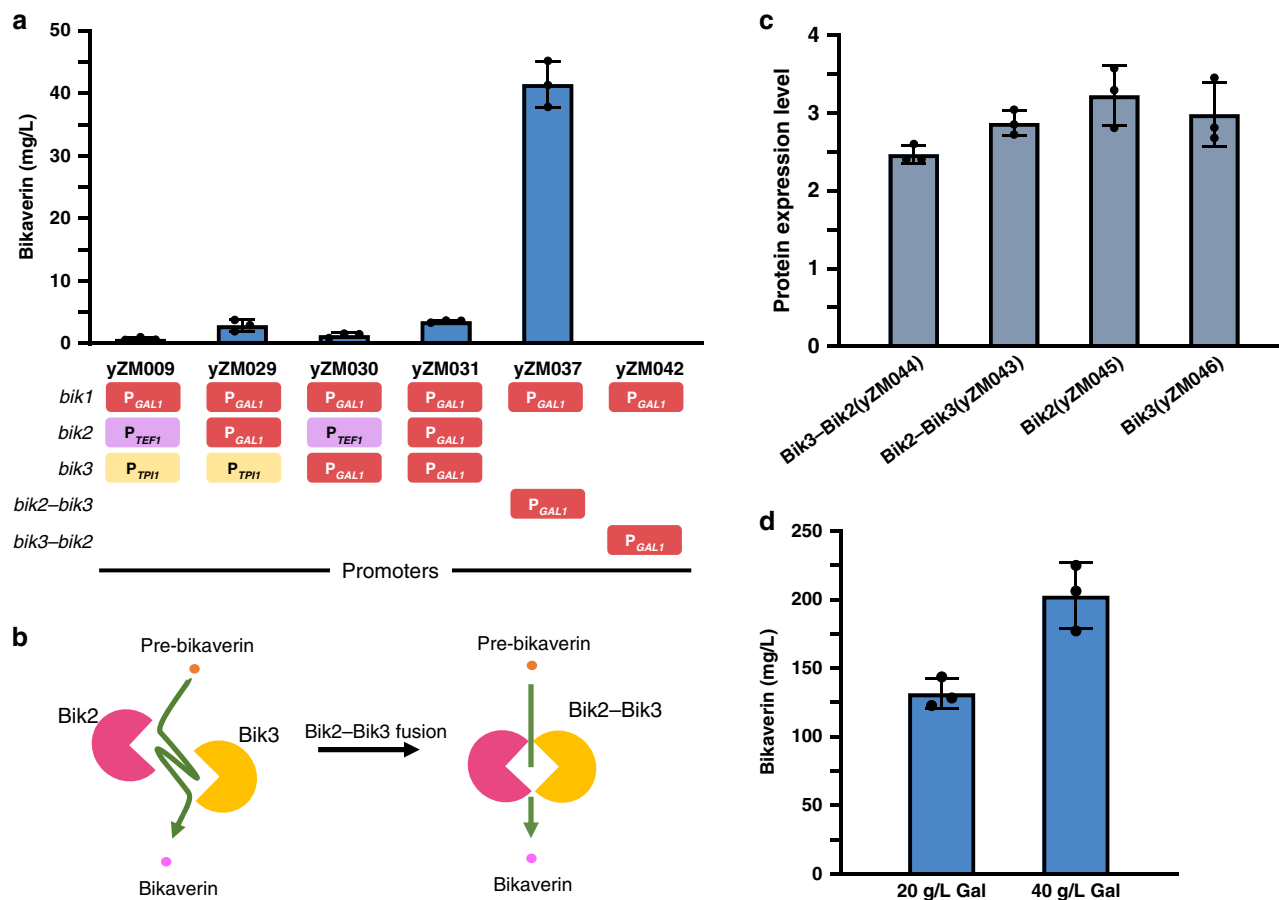 a
50
40
30
20
10
0
Bikaverin (mg/L)
yZM009 yZM029 yZM030 yZM031 yZM037 yZM042
bik1 PGAL1 PGAL1 PGAL1 PGAL1 PGAL1 PGAL1
bik2 PTEF1 PGAL1 PTEF1 PGAL1
bik3 PTPI1 PTPI1 PGAL1 PGAL1
bik2–bik3 PGAL1
bik3–bik2 PGAL1
Promoters
b
Pre-bikaverin
Bik2
Bik3
Bikaverin
Bik2–Bik3 fusion
Pre-bikaverin
Bik2–Bik3
Bikaverin
c
4
3
2
1
0
Protein expression level
Bik3–Bik2(yZM044)
Bik2–Bik3(yZM043)
Bik2(yZM045)
Bik3(yZM046)
d
250
200
150
100
50
0
Bikaverin (mg/L)
20 g/L Gal 40 g/L Gal